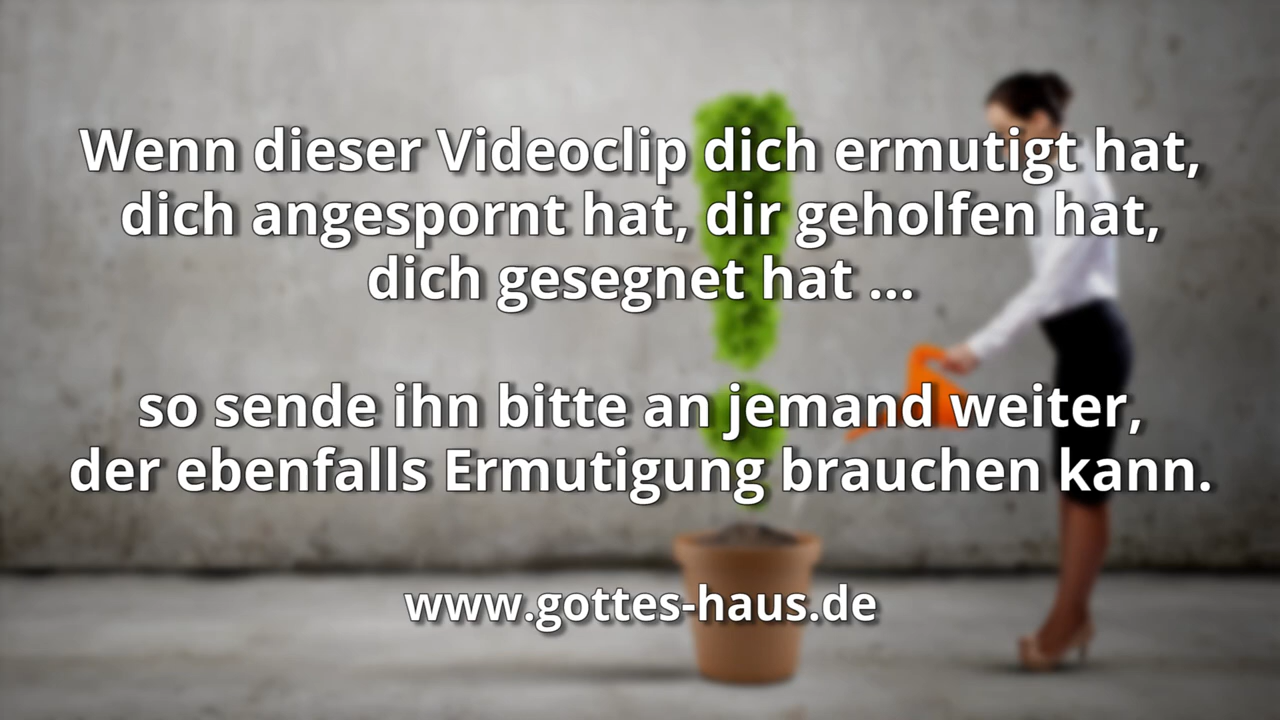 Wenn dieser Videoclip dich ermutigt hat,
dich angespornt hat, dir geholfen hat,
dich gesegnet hat ...
so sende ihn bitte an jemand weiter,
der ebenfalls Ermutigung brauchen kann.
www.gottes-haus.de